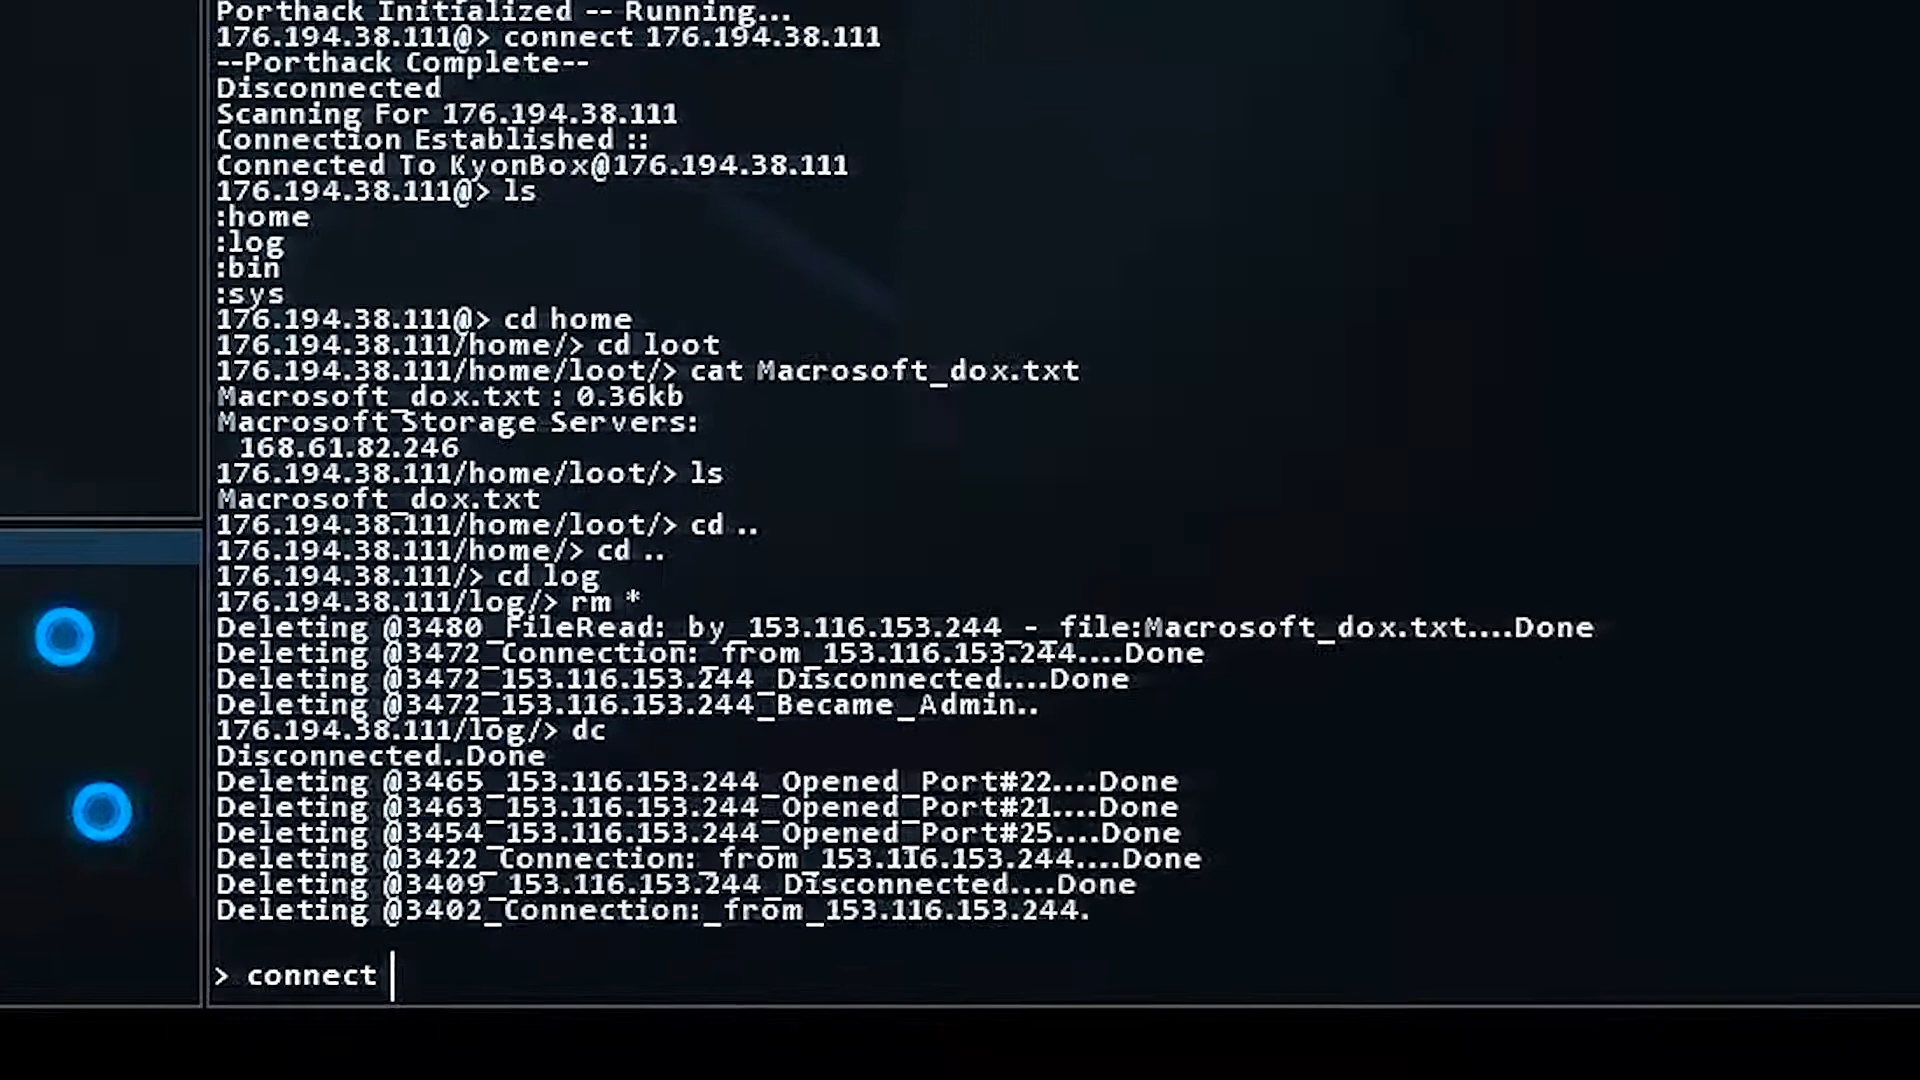 Porthack Initialized -- Running...
176.194.38.111@> connect 176.194.38.111
--Porthack Complete--
Disconnected
Scanning For 176.194.38.111
Connection Established ::
Connected To KyonBox@176.194.38.111
176.194.38.111@> ls
:home
:log
:bin
:sys
176.194.38.111@> cd home
176.194.38.111/home/> cd loot
176.194.38.111/home/loot/> cat Macrosoft_dox.txt
Macrosoft_dox.txt : 0.36kb
Macrosoft Storage Servers:
168.61.82.246
176.194.38.111/home/loot/> ls
Macrosoft_dox.txt
176.194.38.111/home/loot/> cd ..
176.194.38.111/home/> cd ..
176.194.38.111/> cd log
176.194.38.111/log/> rm *
Deleting @3480_FileRead:_by_153.116.153.244_-_file:Macrosoft_dox.txt....Done
Deleting @3472_Connection:_from_153.116.153.244....Done
Deleting @3472_153.116.153.244_Disconnected....Done
Deleting @3472_153.116.153.244_Became_Admin..
176.194.38.111/log/> dc
Disconnected..Done
Deleting @3465_153.116.153.244_Opened_Port#22....Done
Deleting @3463_153.116.153.244_Opened_Port#21....Done
Deleting @3454_153.116.153.244_Opened_Port#25....Done
Deleting @3422_Connection:_from_153.116.153.244....Done
Deleting @3409_153.116.153.244_Disconnected....Done
Deleting @3402_Connection:_from_153.116.153.244.
> connect